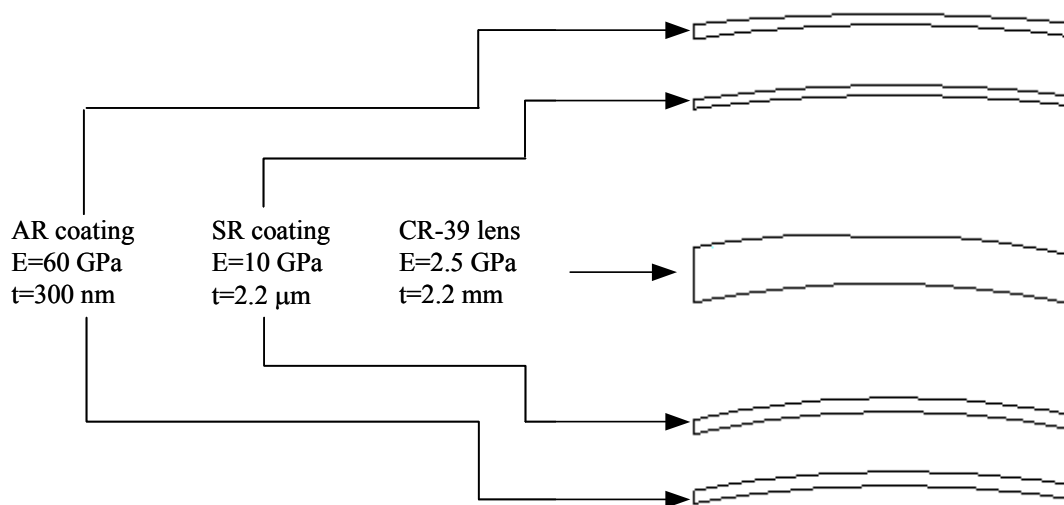 AR coating
E=60 GPa
t=300 nm
SR coating
E=10 GPa
t=2.2 μm
CR-39 lens
E=2.5 GPa
t=2.2 mm